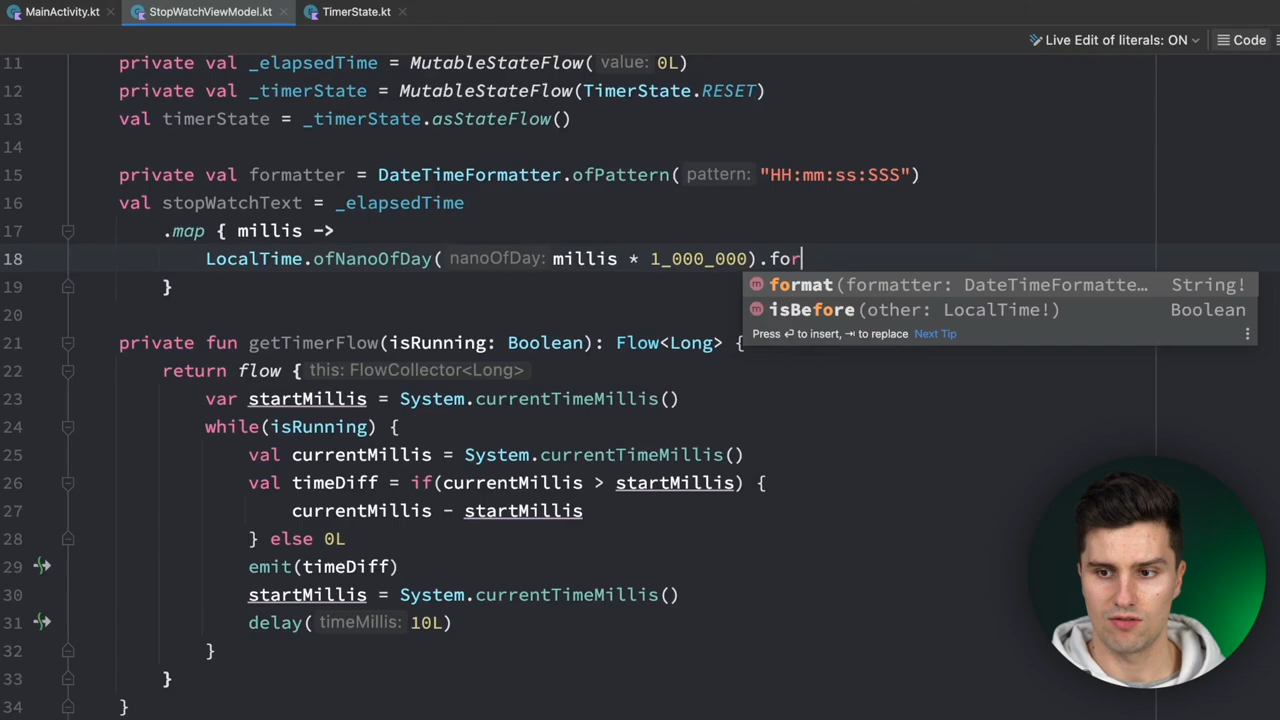 MainActivity.kt StopWatchViewModel.kt TimerState.kt
Live Edit of literals: ON Code
11 private val _elapsedTime = MutableStateFlow( value: 0L)
12 private val _timerState = MutableStateFlow(TimerState.RESET)
13 val timerState = _timerState.asStateFlow()
14
15 private val formatter = DateTimeFormatter.ofPattern( pattern: "HH:mm:ss:SSS")
16 val stopWatchText = _elapsedTime
17 .map { millis ->
18 LocalTime.ofNanoOfDay( nanoOfDay: millis * 1_000_000).for
format(formatter: DateTimeFormatte… String!
19 }
isBefore(other: LocalTime!) Boolean
20
Press ↵ to insert, ⇥ to replace Next Tip
21 private fun getTimerFlow(isRunning: Boolean): Flow<Long> {
22 return flow { this: FlowCollector<Long>
23 var startMillis = System.currentTimeMillis()
24 while(isRunning) {
25 val currentMillis = System.currentTimeMillis()
26 val timeDiff = if(currentMillis > startMillis) {
27 currentMillis - startMillis
28 } else 0L
29 emit(timeDiff)
30 startMillis = System.currentTimeMillis()
31 delay( timeMillis: 10L)
32 }
33 }
34 }